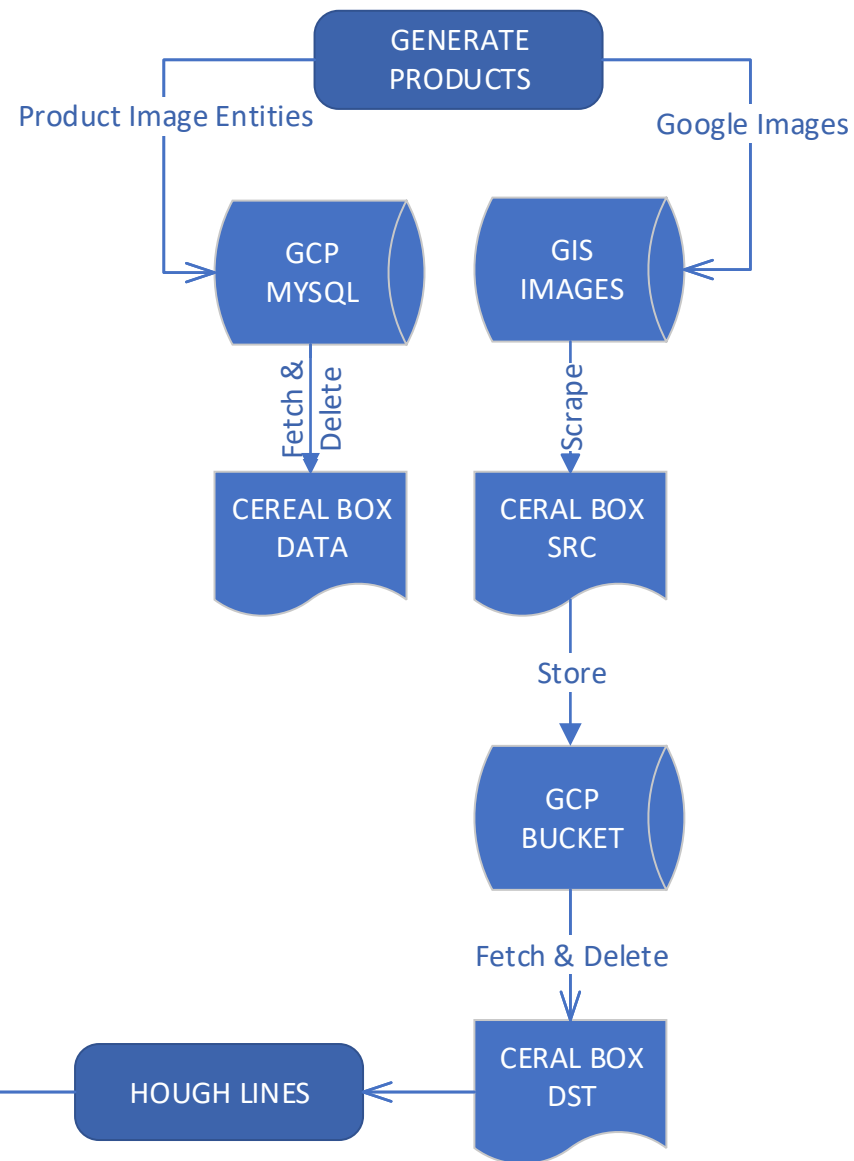 GENERATE
PRODUCTS
Product Image Entities
Google Images
GCP
MYSQL
GIS
IMAGES
Fetch &
Delete
Scrape
CEREAL BOX
DATA
CERAL BOX
SRC
Store
GCP
BUCKET
Fetch & Delete
CERAL BOX
DST
HOUGH LINES